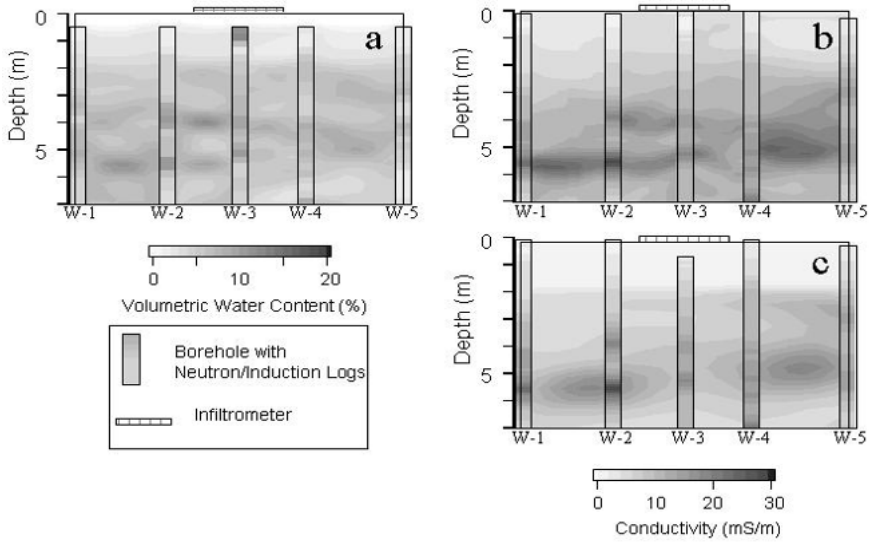 a
Depth (m)
0
5
W-1 W-2 W-3 W-4 W-5
0 10 20
Volumetric Water Content (%)
Borehole with
Neutron/Induction Logs
Infiltrometer
b
Depth (m)
0
5
W-1 W-2 W-3 W-4 W-5
c
Depth (m)
0
5
W-1 W-2 W-3 W-4 W-5
0 10 20 30
Conductivity (mS/m)